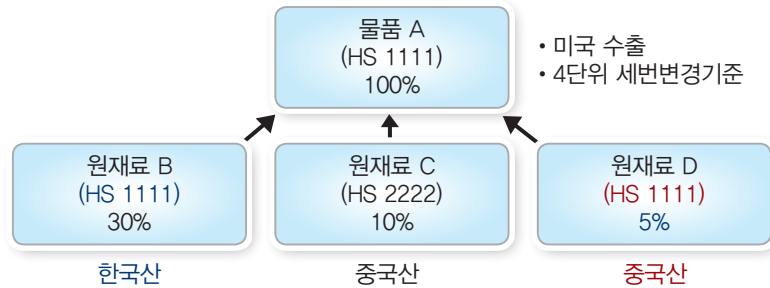 물품 A
(HS 1111)
100%
• 미국 수출
• 4단위 세번변경기준
원재료 B
(HS 1111)
30%
원재료 C
(HS 2222)
10%
원재료 D
(HS 1111)
5%
한국산
중국산
중국산